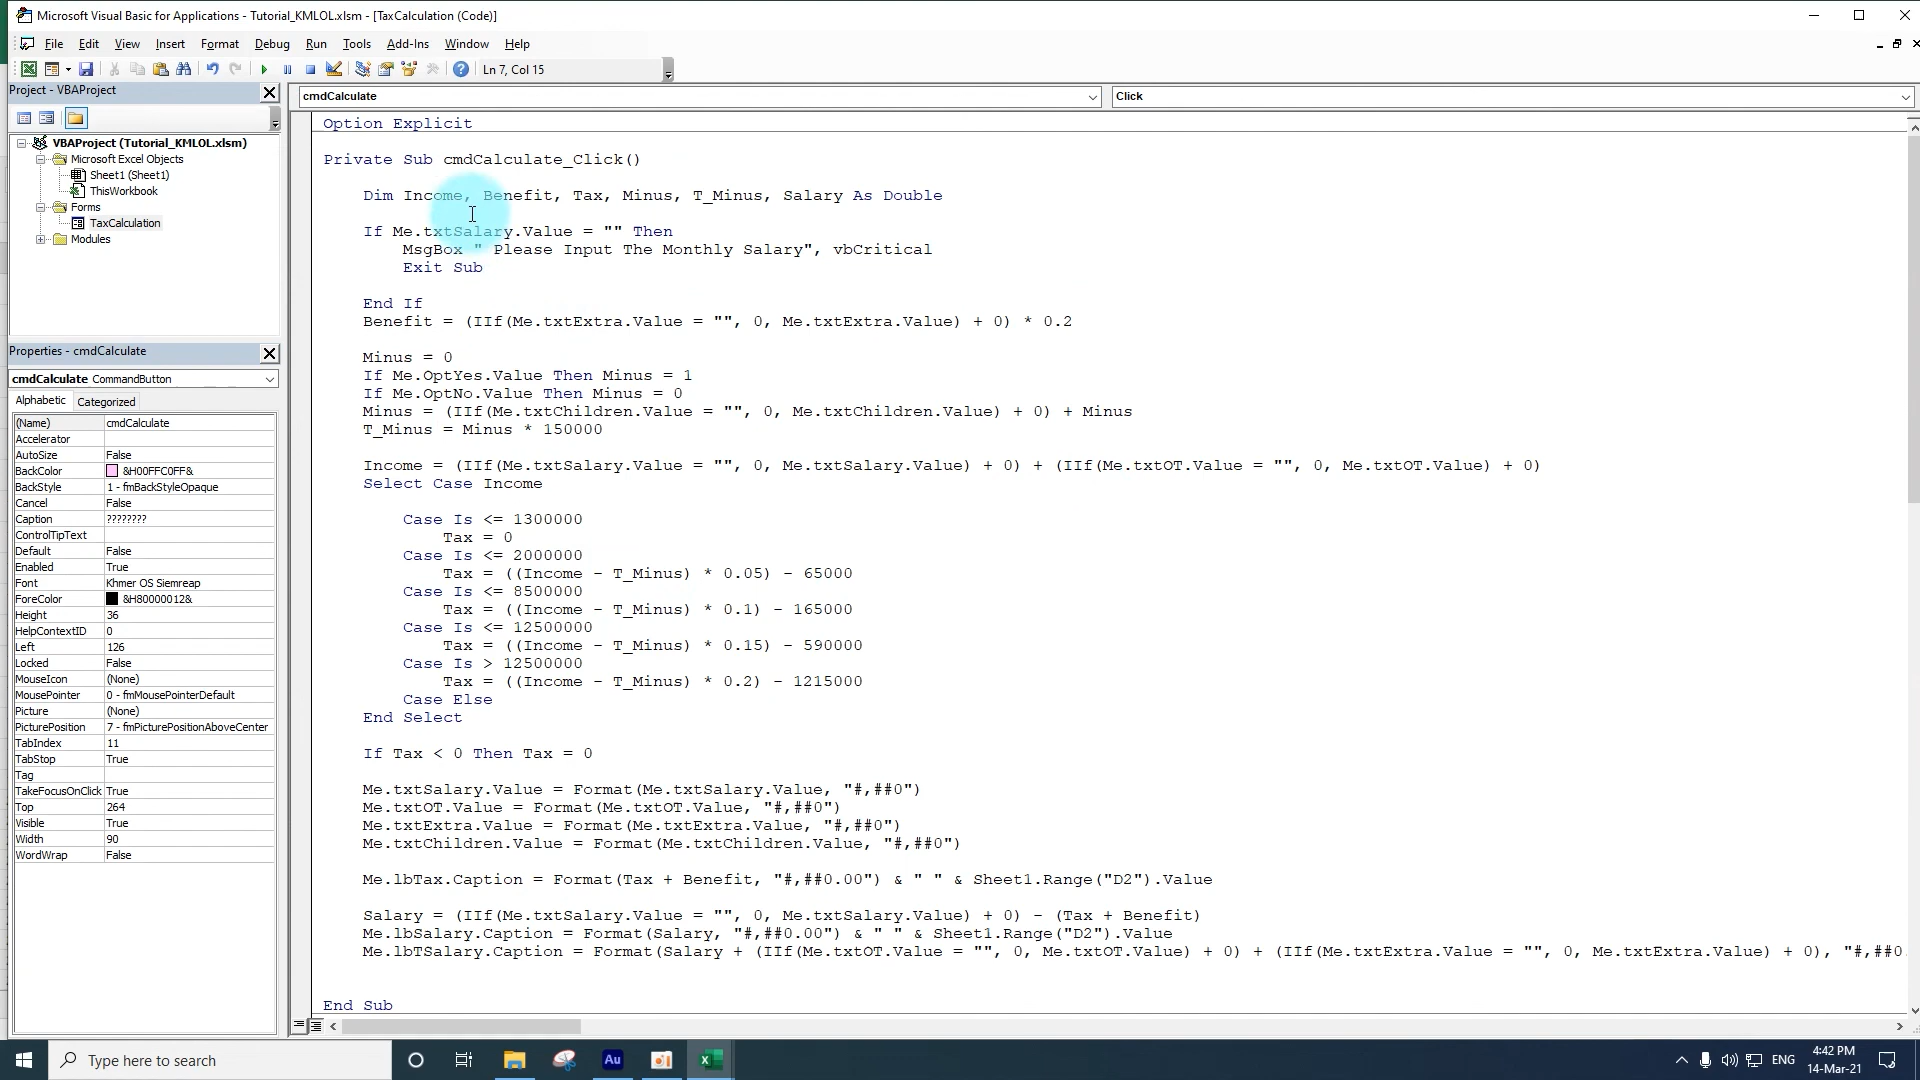 Microsoft Visual Basic for Applications - Tutorial_KMLOL.xlsm - [TaxCalculation (Code)]
File Edit View Insert Format Debug Run Tools Add-Ins Window Help
Ln 7, Col 15
Project - VBAProject
VBAProject (Tutorial_KMLOL.xlsm)
Microsoft Excel Objects
Sheet1 (Sheet1)
ThisWorkbook
Forms
TaxCalculation
Modules
Properties - cmdCalculate
cmdCalculate CommandButton
Alphabetic Categorized
(Name) cmdCalculate
Accelerator
AutoSize False
BackColor &H00FFC0FF&
BackStyle 1 - fmBackStyleOpaque
Cancel False
Caption ????????
ControlTipText
Default False
Enabled True
Font Khmer OS Siemreap
ForeColor &H80000012&
Height 36
HelpContextID 0
Left 126
Locked False
MouseIcon (None)
MousePointer 0 - fmMousePointerDefault
Picture (None)
PicturePosition 7 - fmPicturePositionAboveCenter
TabIndex 11
TabStop True
Tag
TakeFocusOnClick True
Top 264
Visible True
Width 90
WordWrap False
cmdCalculate Click
Option Explicit
Private Sub cmdCalculate_Click()
Dim Income, Benefit, Tax, Minus, T_Minus, Salary As Double
If Me.txtSalary.Value = "" Then
MsgBox " Please Input The Monthly Salary", vbCritical
Exit Sub
End If
Benefit = (IIf(Me.txtExtra.Value = "", 0, Me.txtExtra.Value) + 0) * 0.2
Minus = 0
If Me.OptYes.Value Then Minus = 1
If Me.OptNo.Value Then Minus = 0
Minus = (IIf(Me.txtChildren.Value = "", 0, Me.txtChildren.Value) + 0) + Minus
T_Minus = Minus * 150000
Income = (IIf(Me.txtSalary.Value = "", 0, Me.txtSalary.Value) + 0) + (IIf(Me.txtOT.Value = "", 0, Me.txtOT.Value) + 0)
Select Case Income
Case Is <= 1300000
Tax = 0
Case Is <= 2000000
Tax = ((Income - T_Minus) * 0.05) - 65000
Case Is <= 8500000
Tax = ((Income - T_Minus) * 0.1) - 165000
Case Is <= 12500000
Tax = ((Income - T_Minus) * 0.15) - 590000
Case Is > 12500000
Tax = ((Income - T_Minus) * 0.2) - 1215000
Case Else
End Select
If Tax < 0 Then Tax = 0
Me.txtSalary.Value = Format(Me.txtSalary.Value, "#,##0")
Me.txtOT.Value = Format(Me.txtOT.Value, "#,##0")
Me.txtExtra.Value = Format(Me.txtExtra.Value, "#,##0")
Me.txtChildren.Value = Format(Me.txtChildren.Value, "#,##0")
Me.lbTax.Caption = Format(Tax + Benefit, "#,##0.00") & " " & Sheet1.Range("D2").Value
Salary = (IIf(Me.txtSalary.Value = "", 0, Me.txtSalary.Value) + 0) - (Tax + Benefit)
Me.lbSalary.Caption = Format(Salary, "#,##0.00") & " " & Sheet1.Range("D2").Value
Me.lbTSalary.Caption = Format(Salary + (IIf(Me.txtOT.Value = "", 0, Me.txtOT.Value) + 0) + (IIf(Me.txtExtra.Value = "", 0, Me.txtExtra.Value) + 0), "#,##0.
End Sub
Type here to search
Au
ENG
4:42 PM
14-Mar-21